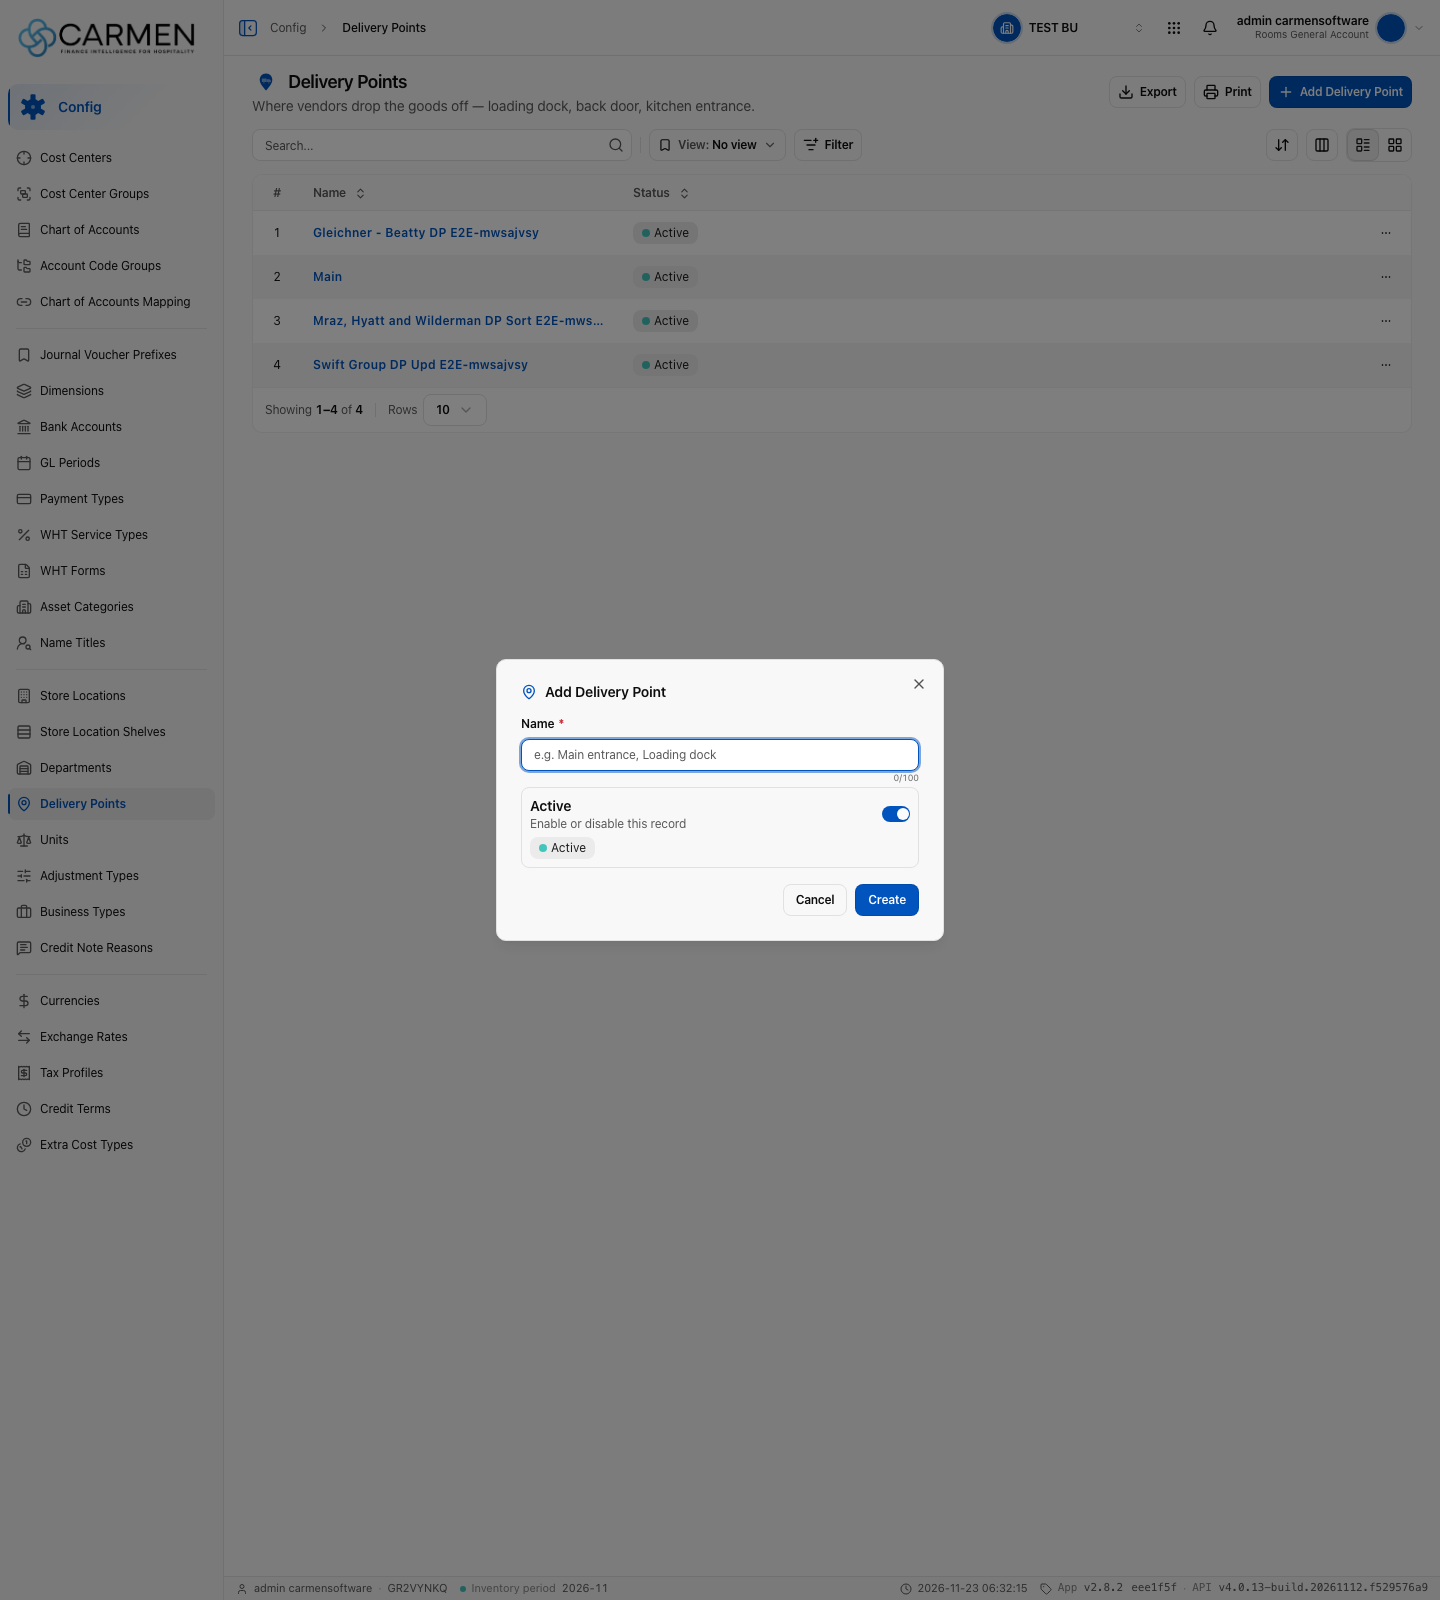 CARMEN
FINANCE INTELLIGENCE FOR HOSPITALITY
Config
Cost Centers
Cost Center Groups
Chart of Accounts
Account Code Groups
Chart of Accounts Mapping
Journal Voucher Prefixes
Dimensions
Bank Accounts
GL Periods
Payment Types
WHT Service Types
WHT Forms
Asset Categories
Name Titles
Store Locations
Store Location Shelves
Departments
Delivery Points
Units
Adjustment Types
Business Types
Credit Note Reasons
Currencies
Exchange Rates
Tax Profiles
Credit Terms
Extra Cost Types
Config > Delivery Points
TEST BU
admin carmensoftware
Rooms General Account
Delivery Points
Where vendors drop the goods off — loading dock, back door, kitchen entrance.
Export
Print
Add Delivery Point
Search...
View: No view
Filter
# Name Status
1 Gleichner - Beatty DP E2E-mwsajvsy Active
2 Main Active
3 Mraz, Hyatt and Wilderman DP Sort E2E-mws... Active
4 Swift Group DP Upd E2E-mwsajvsy Active
Showing 1–4 of 4 Rows 10
Add Delivery Point
Name *
e.g. Main entrance, Loading dock
0/100
Active
Enable or disable this record
Active
Cancel
Create
admin carmensoftware · GR2VYNKQ Inventory period 2026-11
2026-11-23 06:32:15 App v2.8.2 eee1f5f · API v4.0.13-build.20261112.f529576a9